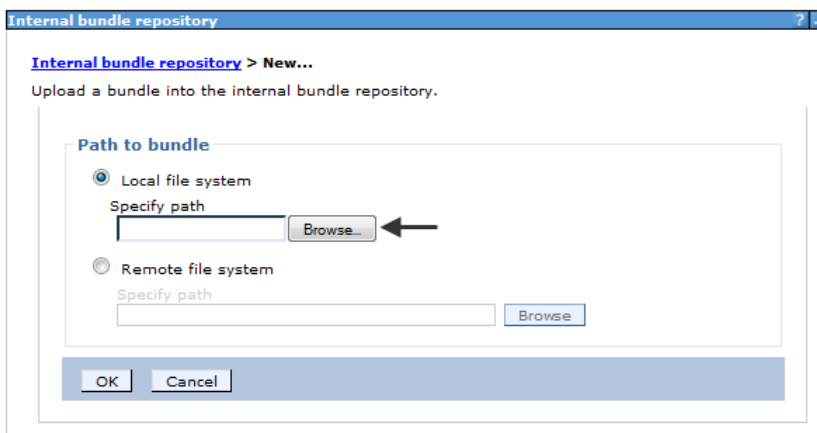 Internal bundle repository ?
Internal bundle repository > New...
Upload a bundle into the internal bundle repository.
Path to bundle
Local file system
Specify path
Browse...
Remote file system
Specify path
Browse
OK Cancel